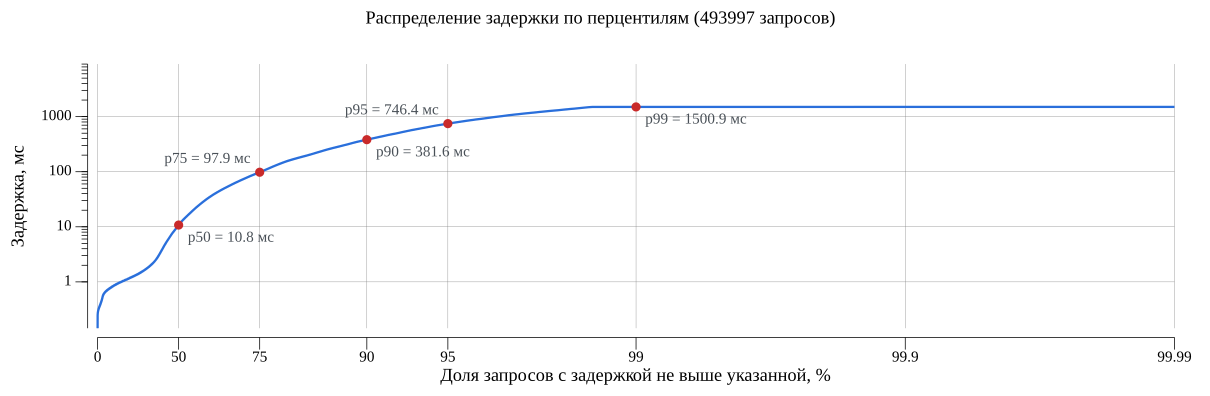 Распределение задержки по перцентилям (493997 запросов)
Задержка, мс
1000
100
10
1
p50 = 10.8 мс
p75 = 97.9 мс
p90 = 381.6 мс
p95 = 746.4 мс
p99 = 1500.9 мс
0 50 75 90 95 99 99.9 99.99
Доля запросов с задержкой не выше указанной, %